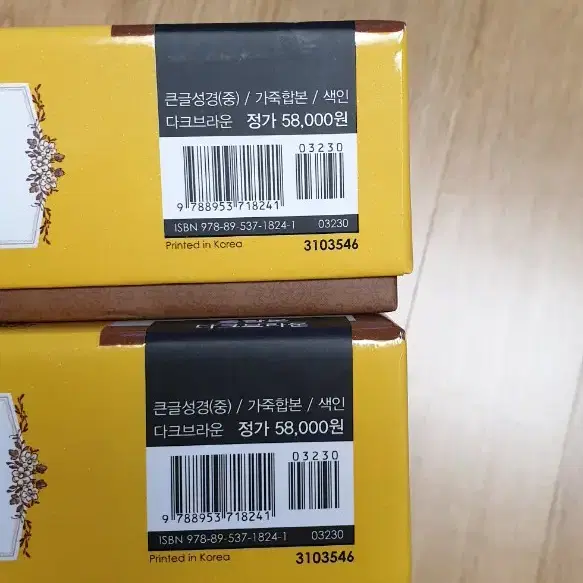 큰글성경(중) / 가죽합본 / 색인
다크브라운 정가 58,000원
03230
9 788953 718241
ISBN 978-89-537-1824-1 03230
Printed in Korea 3103546
큰글성경(중) / 가죽합본 / 색인
다크브라운 정가 58,000원
03230
9 788953 718241
ISBN 978-89-537-1824-1 03230
Printed in Korea 3103546